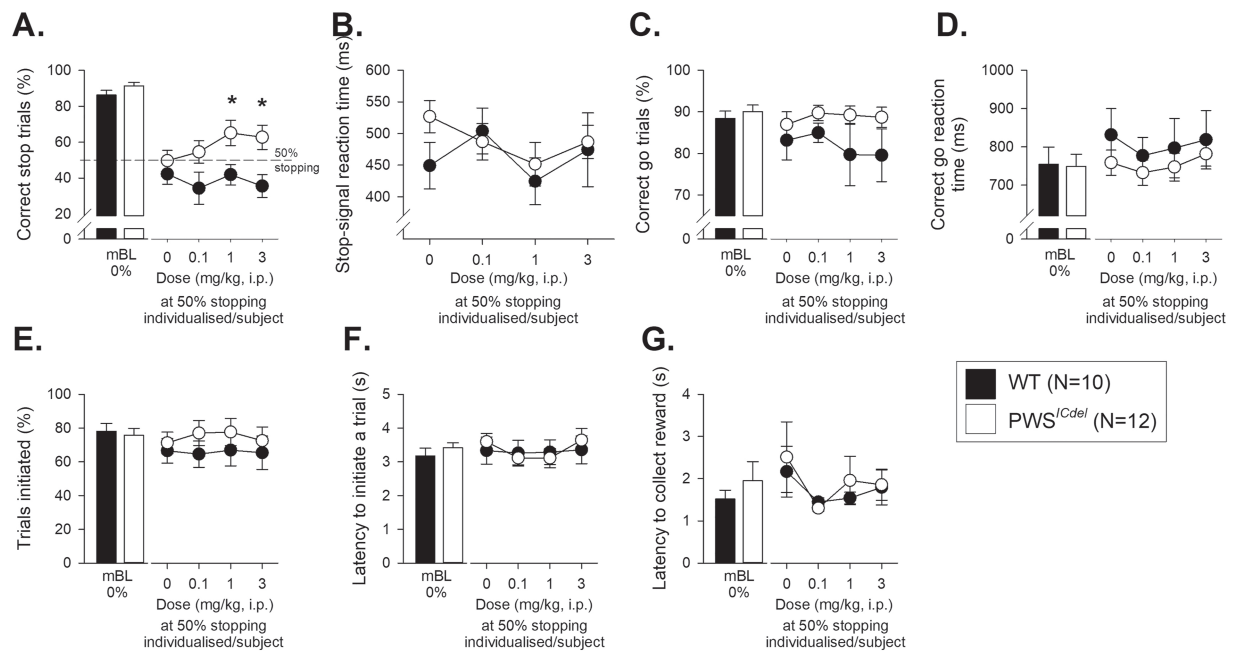 A.
Correct stop trials (%)
100
80
60
40
20
0
* *
50%
stopping
mBL
0%
0 0.1 1 3
Dose (mg/kg, i.p.)
at 50% stopping
individualised/subject
B.
Stop-signal reaction time (ms)
600
550
500
450
400
0 0.1 1 3
Dose (mg/kg, i.p.)
C.
Correct go trials (%)
100
90
80
70
0
mBL
0%
0 0.1 1 3
Dose (mg/kg, i.p.)
at 50% stopping
individualised/subject
D.
Correct go reaction
time (ms)
1000
900
800
700
1000
mBL
0%
0 0.1 1 3
Dose (mg/kg, i.p.)
at 50% stopping
individualised/subject
E.
Trials initiated (%)
100
80
60
40
20
0
mBL
0%
0 0.1 1 3
Dose (mg/kg, i.p.)
at 50% stopping
individualised/subject
F.
Latency to initiate a trial (s)
5
4
3
2
1
0
mBL
0%
0 0.1 1 3
Dose (mg/kg, i.p.)
at 50% stopping
individualised/subject
G.
Latency to collect reward (s)
4
3
2
1
0
mBL
0%
0 0.1 1 3
Dose (mg/kg, i.p.)
at 50% stopping
individualised/subject
WT (N=10)
PWS ICdel (N=12)